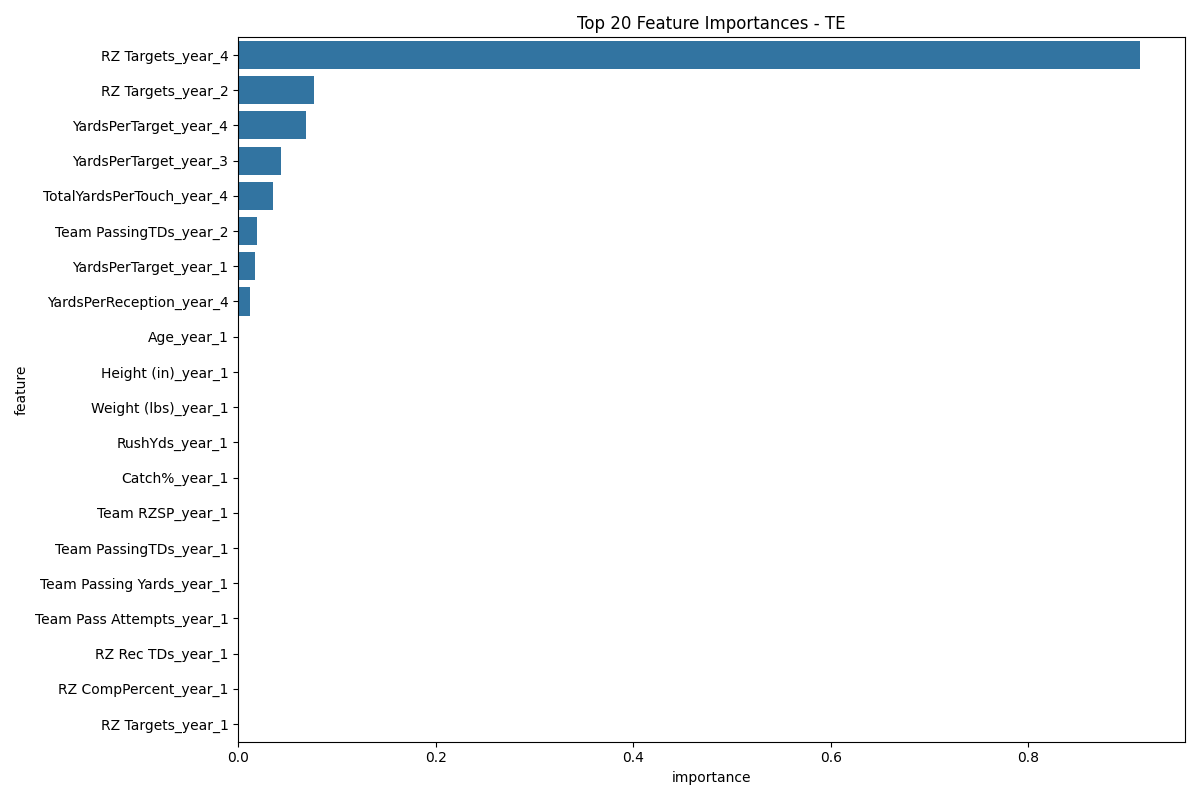 Top 20 Feature Importances - TE
feature
RZ Targets_year_4
RZ Targets_year_2
YardsPerTarget_year_4
YardsPerTarget_year_3
TotalYardsPerTouch_year_4
Team PassingTDs_year_2
YardsPerTarget_year_1
YardsPerReception_year_4
Age_year_1
Height (in)_year_1
Weight (lbs)_year_1
RushYds_year_1
Catch%_year_1
Team RZSP_year_1
Team PassingTDs_year_1
Team Passing Yards_year_1
Team Pass Attempts_year_1
RZ Rec TDs_year_1
RZ CompPercent_year_1
RZ Targets_year_1
0.0 0.2 0.4 0.6 0.8
importance